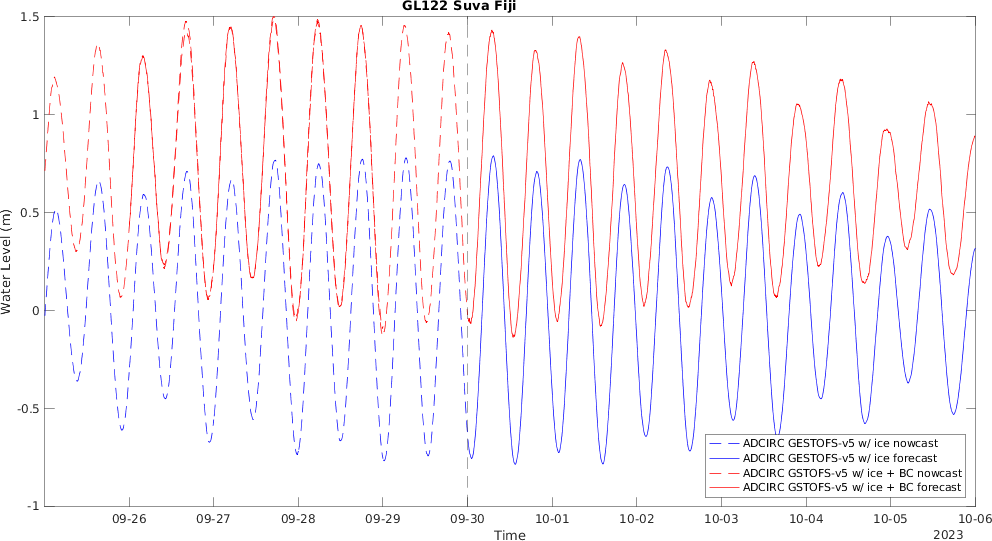 GL122 Suva Fiji
1.5
1
0.5
0
-0.5
-1
Water Level (m)
09-26 09-27 09-28 09-29 09-30 10-01 10-02 10-03 10-04 10-05 10-06
Time
2023
ADCIRC GESTOFS-v5 w/ ice nowcast
ADCIRC GESTOFS-v5 w/ ice forecast
ADCIRC GSTOFS-v5 w/ ice + BC nowcast
ADCIRC GSTOFS-v5 w/ ice + BC forecast